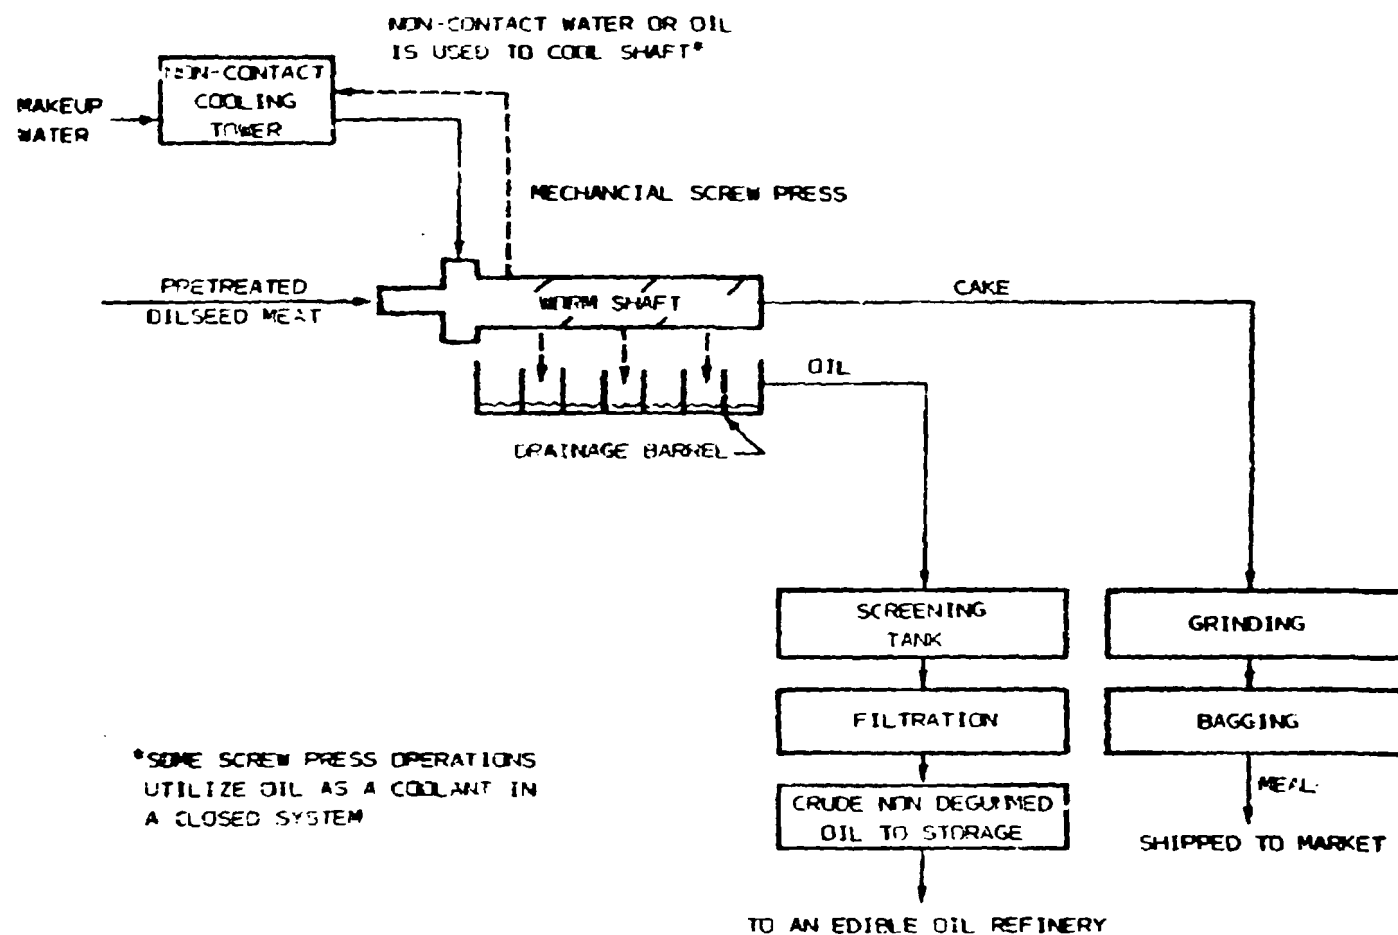 NON-CONTACT WATER OR OIL
IS USED TO COOL SHAFT*
NON-CONTACT
COOLING
TOWER
MAKEUP
WATER
MECHANCIAL SCREW PRESS
PRETREATED
OILSEED MEAT
WORM SHAFT
CAKE
OIL
DRAINAGE BARREL
SCREENING
TANK
GRINDING
FILTRATION
BAGGING
*SOME SCREW PRESS OPERATIONS
UTILIZE OIL AS A COOLANT IN
A CLOSED SYSTEM
CRUDE NON DEGUMMED
OIL TO STORAGE
MEAL
SHIPPED TO MARKET
TO AN EDIBLE OIL REFINERY